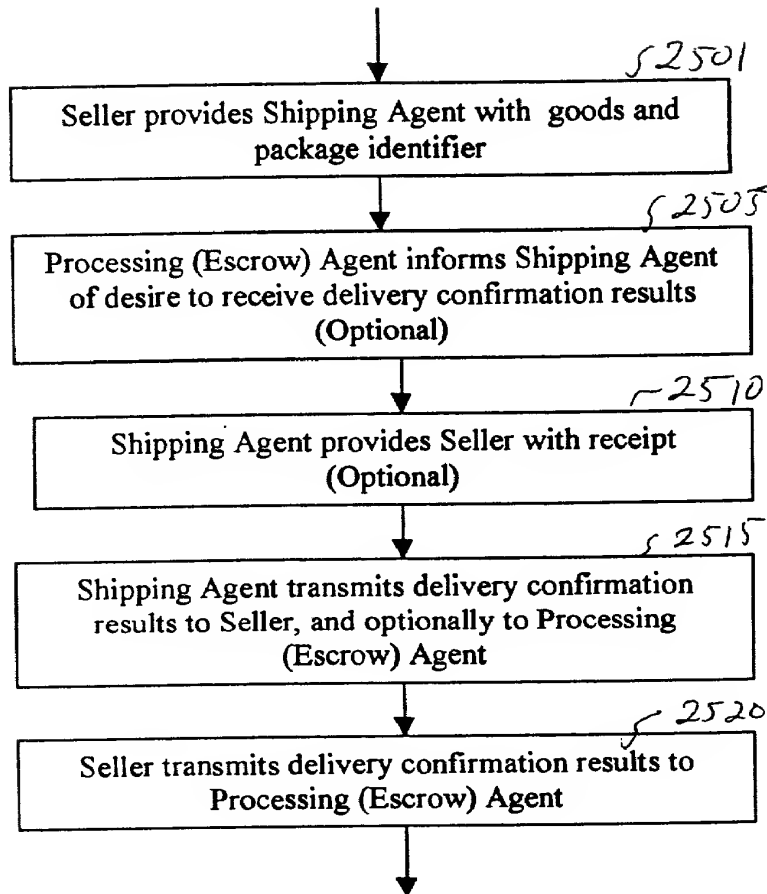 2501
Seller provides Shipping Agent with goods and
package identifier
2505
Processing (Escrow) Agent informs Shipping Agent
of desire to receive delivery confirmation results
(Optional)
2510
Shipping Agent provides Seller with receipt
(Optional)
2515
Shipping Agent transmits delivery confirmation
results to Seller, and optionally to Processing
(Escrow) Agent
2520
Seller transmits delivery confirmation results to
Processing (Escrow) Agent